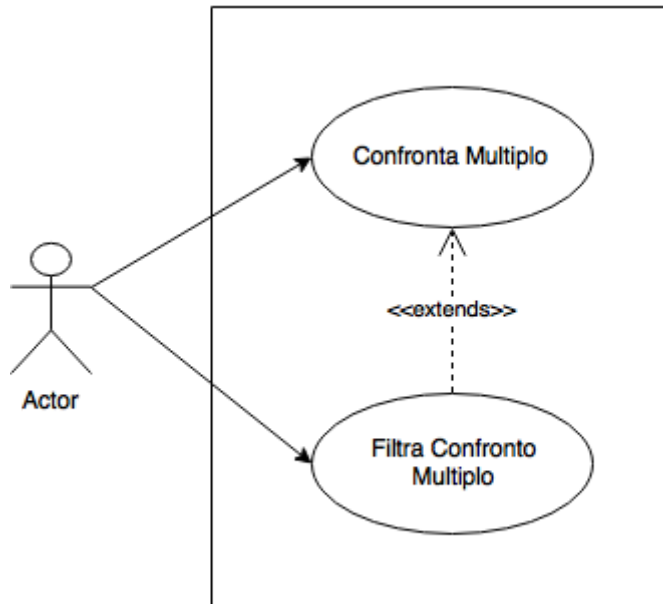 Confronta Multiplo
<<extends>>
Actor
Filtra Confronto
Multiplo